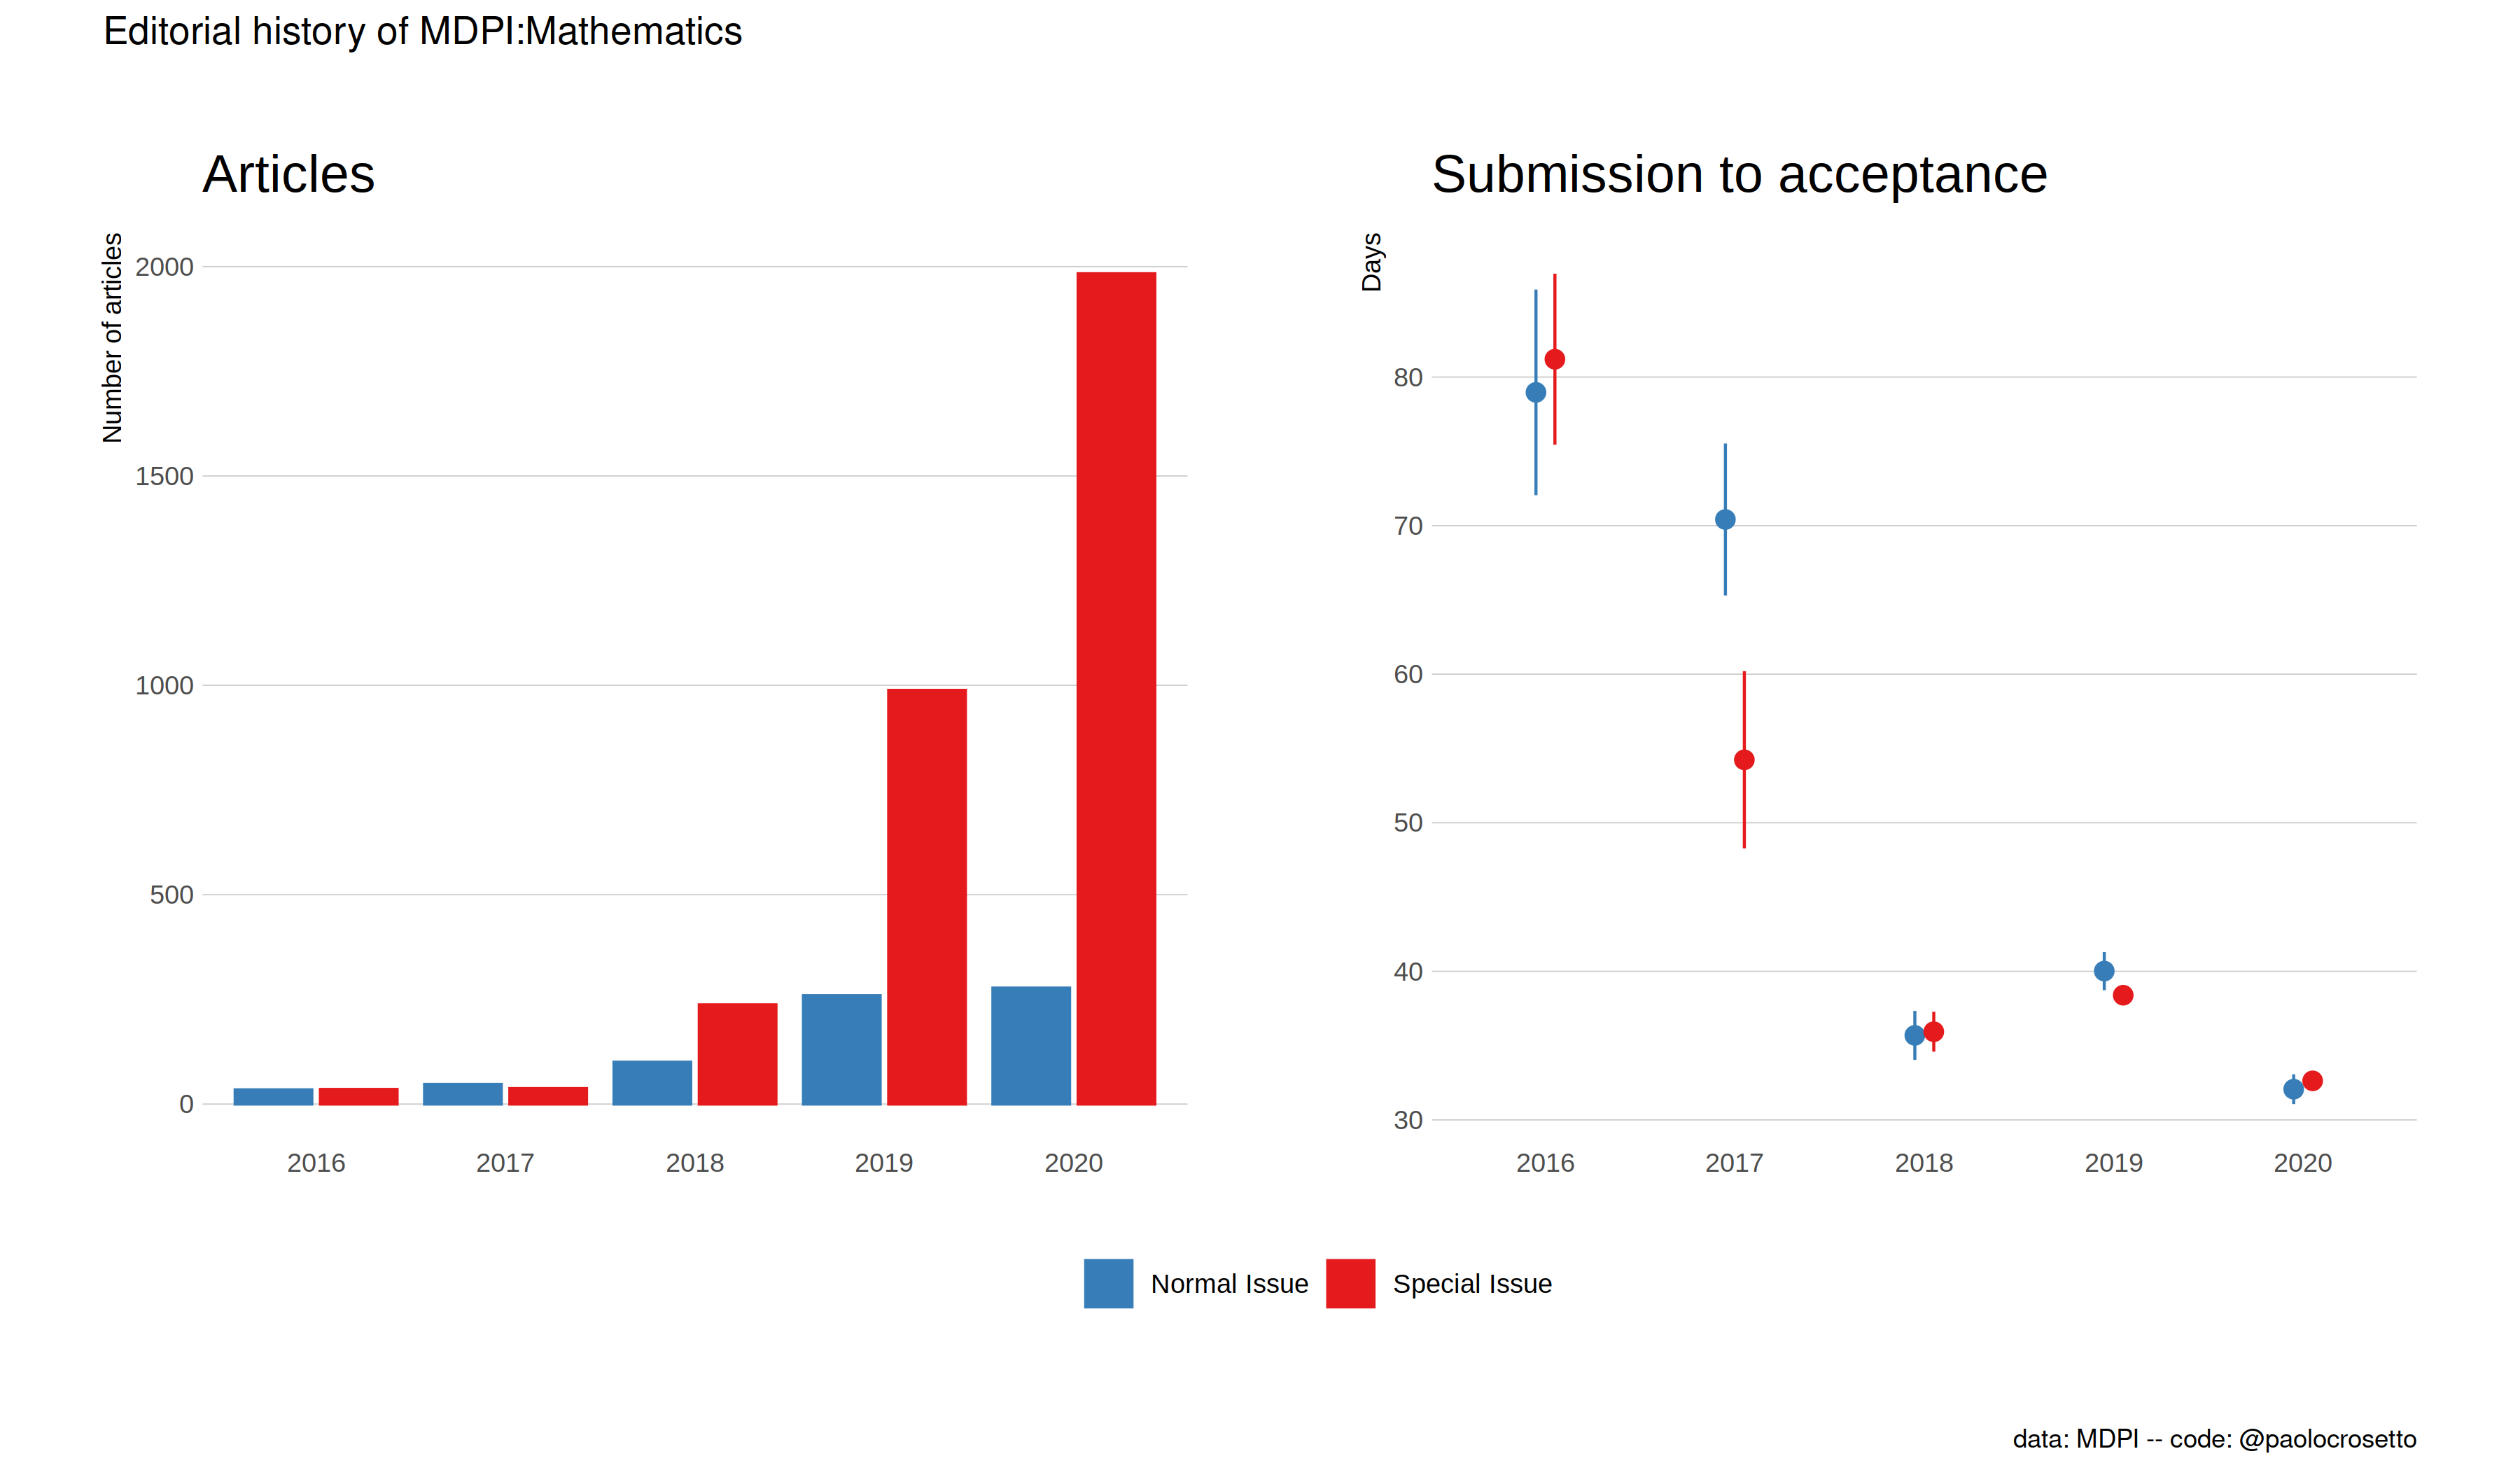 Editorial history of MDPI:Mathematics
Articles
Number of articles
2000
1500
1000
500
0
2016 2017 2018 2019 2020
Submission to acceptance
Days
80
70
60
50
40
30
2016 2017 2018 2019 2020
Normal Issue Special Issue
data: MDPI -- code: @paolocrosetto